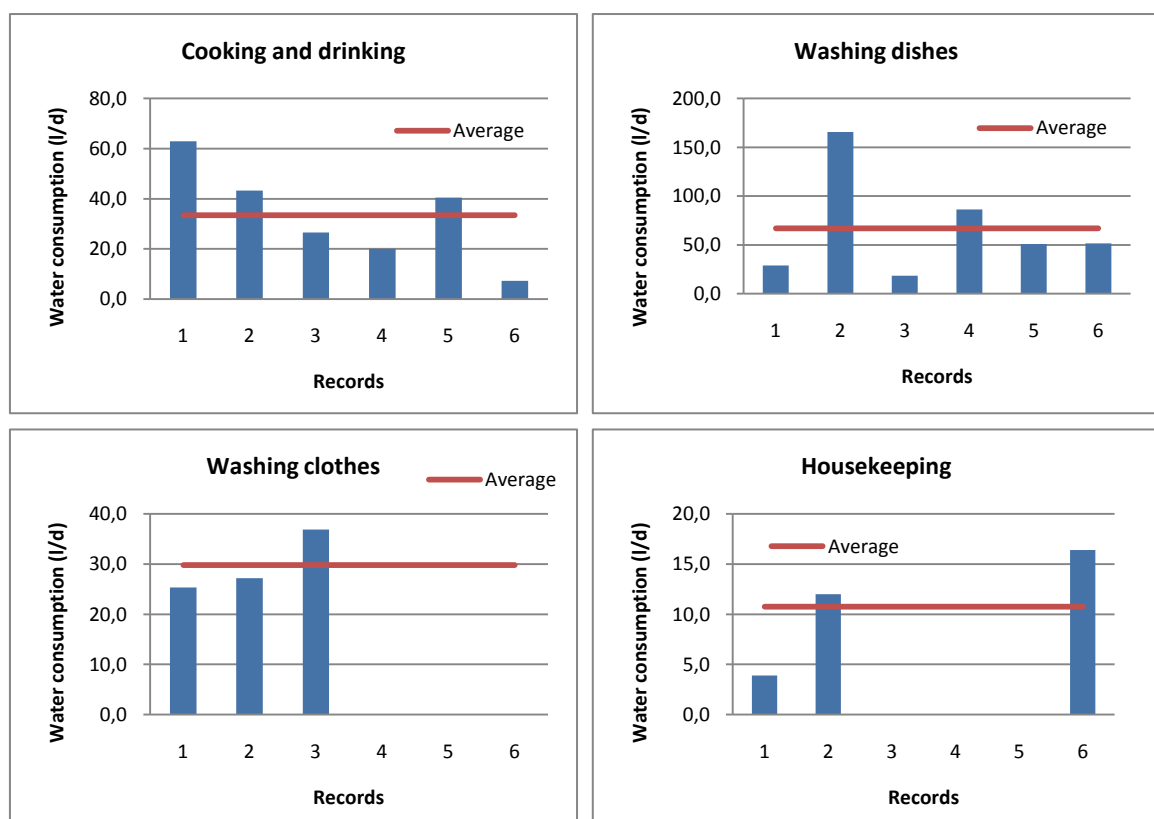 Cooking and drinking
Water consumption (l/d)
80,0
60,0
40,0
20,0
0,0
Average
1 2 3 4 5 6
Records
Washing dishes
Water consumption (l/d)
200,0
150,0
100,0
50,0
0,0
Average
1 2 3 4 5 6
Records
Washing clothes
Average
Water consumption (l/d)
40,0
30,0
20,0
10,0
0,0
1 2 3 4 5 6
Records
Housekeeping
Water consumption (l/d)
20,0
15,0
10,0
5,0
0,0
Average
1 2 3 4 5 6
Records